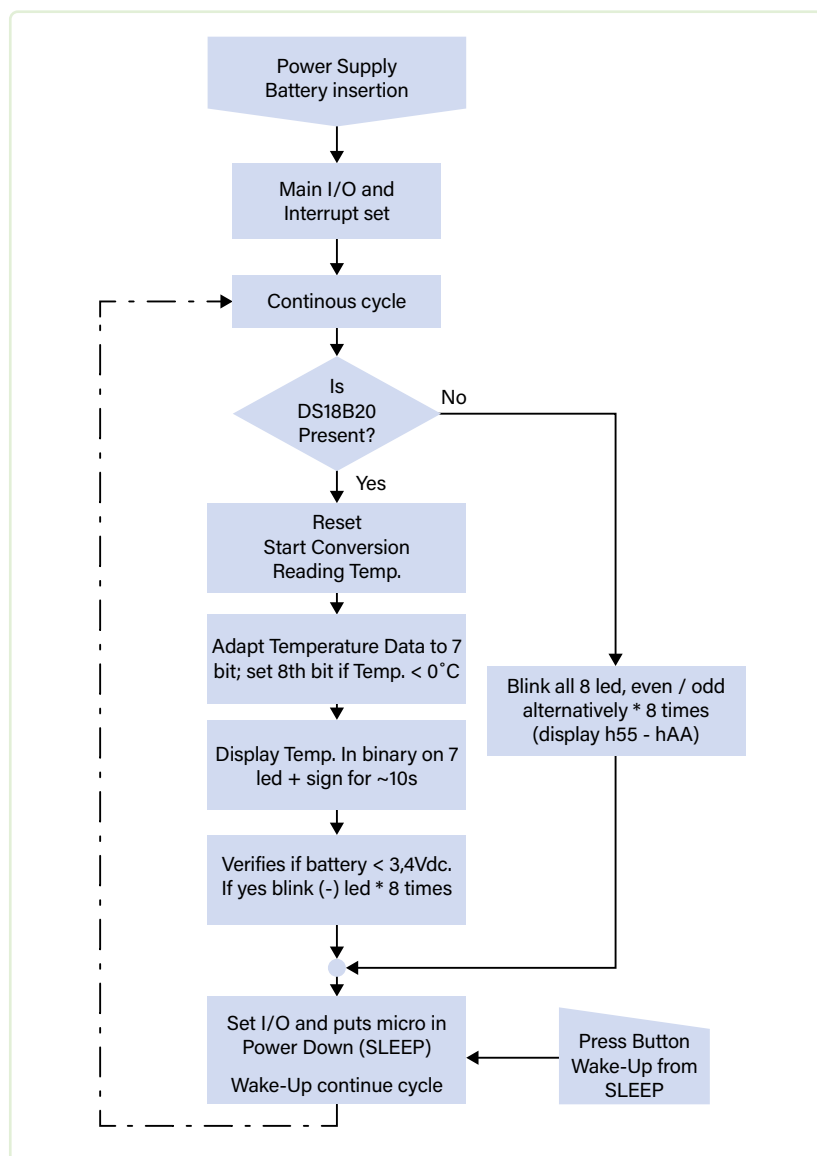 Power Supply
Battery insertion
Main I/O and
Interrupt set
Continous cycle
Is
DS18B20
Present?
No
Yes
Reset
Start Conversion
Reading Temp.
Adapt Temperature Data to 7
bit; set 8th bit if Temp. < 0˚C
Blink all 8 led, even / odd
alternatively * 8 times
(display h55 - hAA)
Display Temp. In binary on 7
led + sign for ~10s
Verifies if battery < 3,4Vdc.
If yes blink (-) led * 8 times
Set I/O and puts micro in
Power Down (SLEEP)
Wake-Up continue cycle
Press Button
Wake-Up from
SLEEP